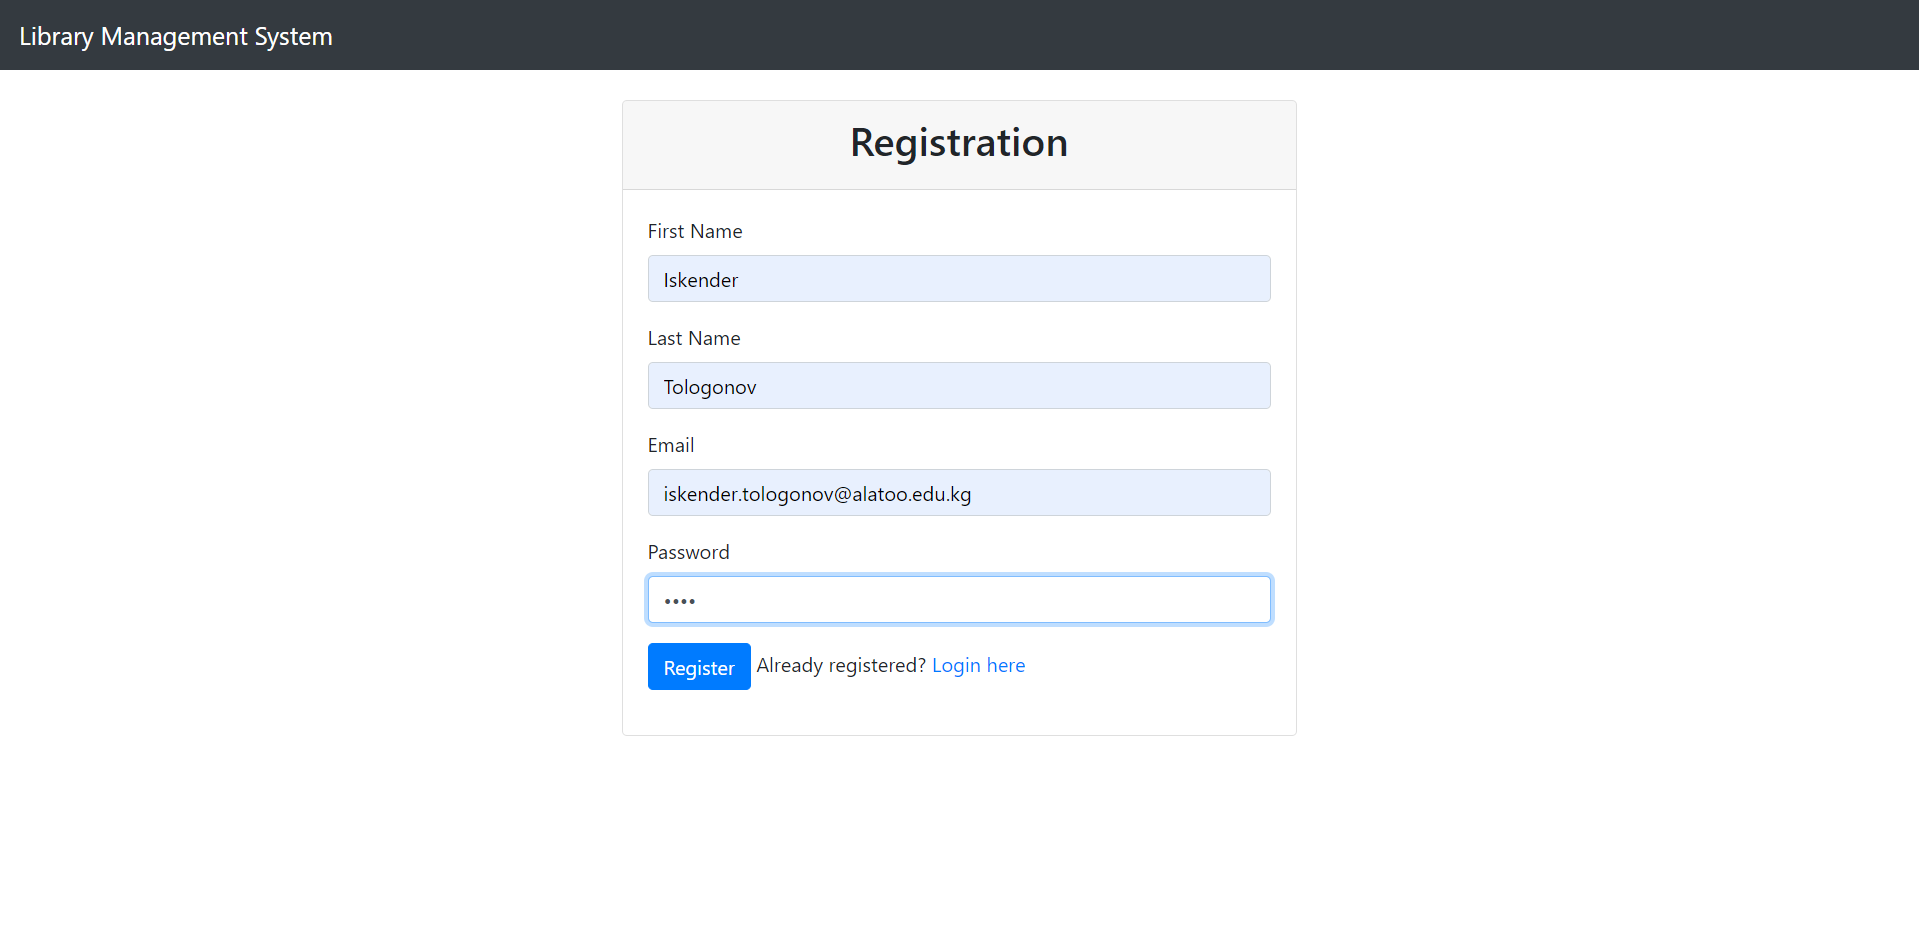 Library Management System
Registration
First Name
Iskender
Last Name
Tologonov
Email
iskender.tologonov@alatoo.edu.kg
Password
••••
Register Already registered? Login here